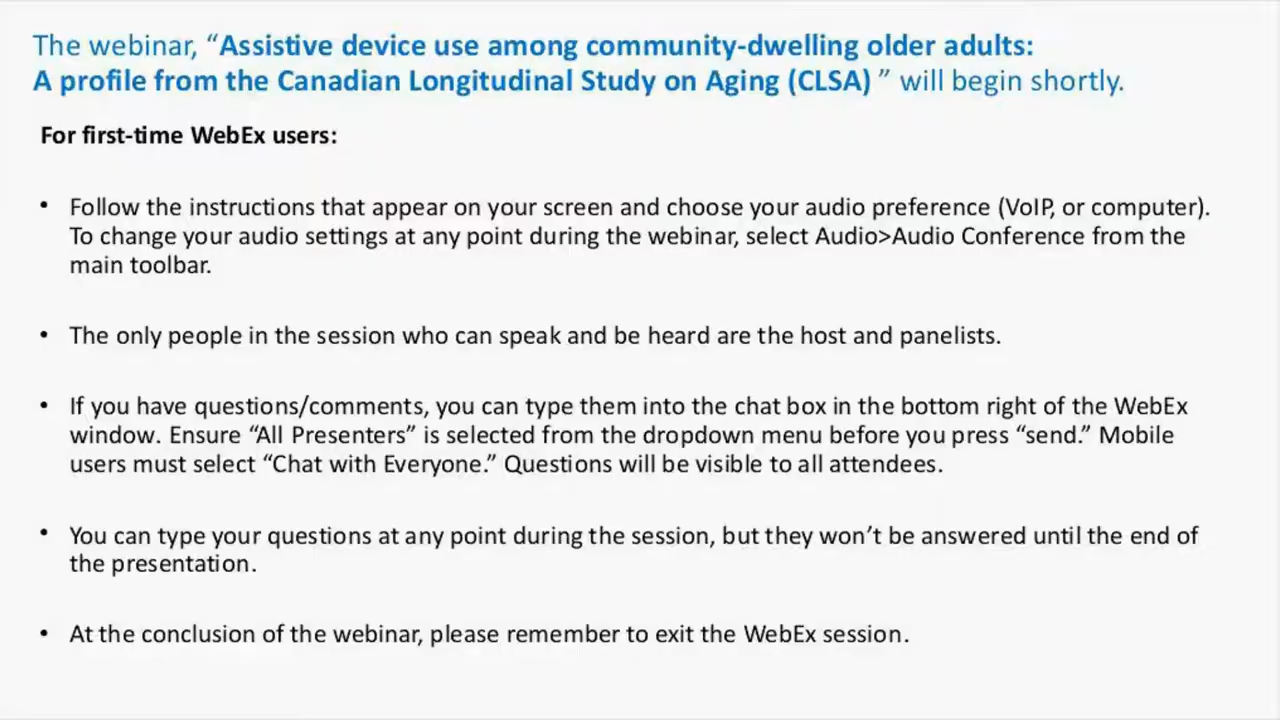 The webinar, “Assistive device use among community-dwelling older adults:
A profile from the Canadian Longitudinal Study on Aging (CLSA) ” will begin shortly.
For first-time WebEx users:
• Follow the instructions that appear on your screen and choose your audio preference (VoIP, or computer).
To change your audio settings at any point during the webinar, select Audio>Audio Conference from the
main toolbar.
• The only people in the session who can speak and be heard are the host and panelists.
• If you have questions/comments, you can type them into the chat box in the bottom right of the WebEx
window. Ensure “All Presenters” is selected from the dropdown menu before you press “send.” Mobile
users must select “Chat with Everyone.” Questions will be visible to all attendees.
• You can type your questions at any point during the session, but they won’t be answered until the end of
the presentation.
• At the conclusion of the webinar, please remember to exit the WebEx session.